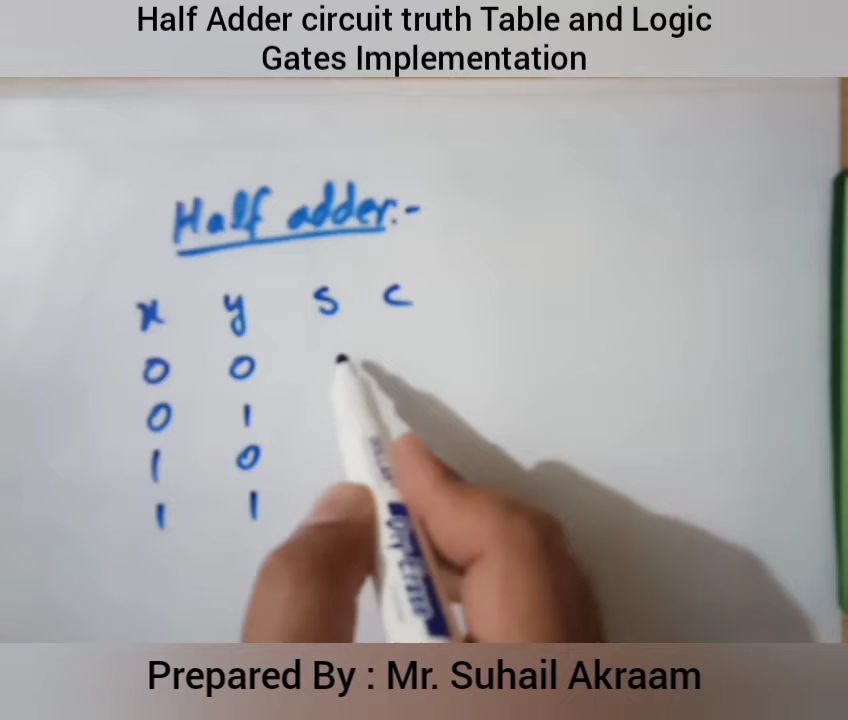 Half Adder circuit truth Table and Logic
Gates Implementation
Half adder:-
x y s c
0 0
0 1
1 0
1 1
Prepared By : Mr. Suhail Akraam